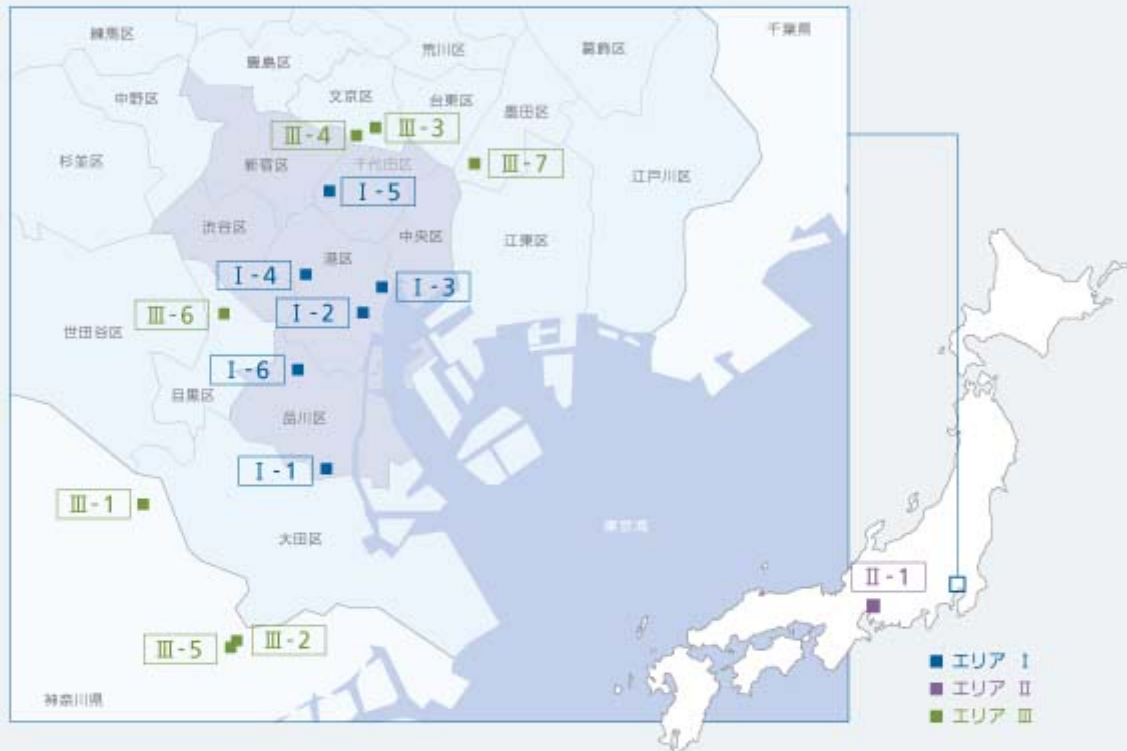 千葉県
練馬区
豊島区
荒川区
葛飾区
中野区
文京区
台東区
墨田区
杉並区
新宿区
千代田区
江戸川区
Ⅲ-4
Ⅲ-3
Ⅲ-7
Ⅰ-5
渋谷区
港区
中央区
江東区
Ⅰ-4
Ⅰ-3
Ⅲ-6
Ⅰ-2
世田谷区
Ⅰ-6
目黒区
品川区
Ⅰ-1
Ⅲ-1
大田区
東京湾
Ⅱ-1
Ⅲ-5
Ⅲ-2
神奈川県
エリア Ⅰ
エリア Ⅱ
エリア Ⅲ